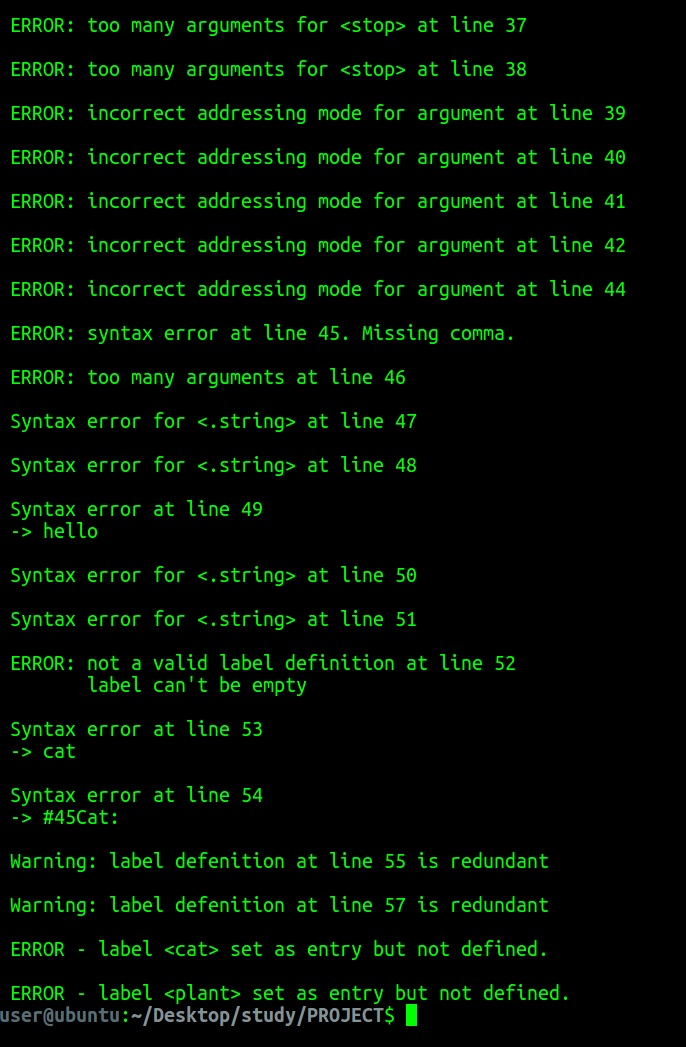 ERROR: too many arguments for <stop> at line 37
ERROR: too many arguments for <stop> at line 38
ERROR: incorrect addressing mode for argument at line 39
ERROR: incorrect addressing mode for argument at line 40
ERROR: incorrect addressing mode for argument at line 41
ERROR: incorrect addressing mode for argument at line 42
ERROR: incorrect addressing mode for argument at line 44
ERROR: syntax error at line 45. Missing comma.
ERROR: too many arguments at line 46
Syntax error for <.string> at line 47
Syntax error for <.string> at line 48
Syntax error at line 49
-> hello
Syntax error for <.string> at line 50
Syntax error for <.string> at line 51
ERROR: not a valid label definition at line 52
label can't be empty
Syntax error at line 53
-> cat
Syntax error at line 54
-> #45Cat:
Warning: label defenition at line 55 is redundant
Warning: label defenition at line 57 is redundant
ERROR - label <cat> set as entry but not defined.
ERROR - label <plant> set as entry but not defined.
user@ubuntu:~/Desktop/study/PROJECT$